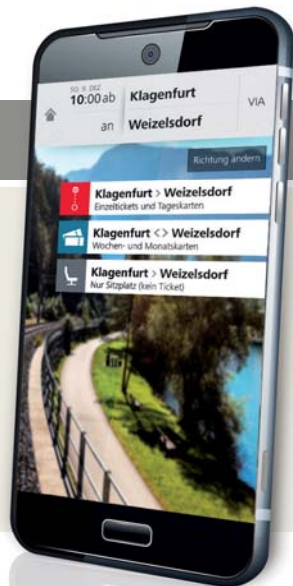 SO. 9. DEZ
10:00 ab Klagenfurt
VIA
an Weizelsdorf
Richtung ändern
Klagenfurt > Weizelsdorf
Einzeltickets und Tageskarten
Klagenfurt <> Weizelsdorf
Wochen- und Monatskarten
Klagenfurt > Weizelsdorf
Nur Sitzplatz (kein Ticket)